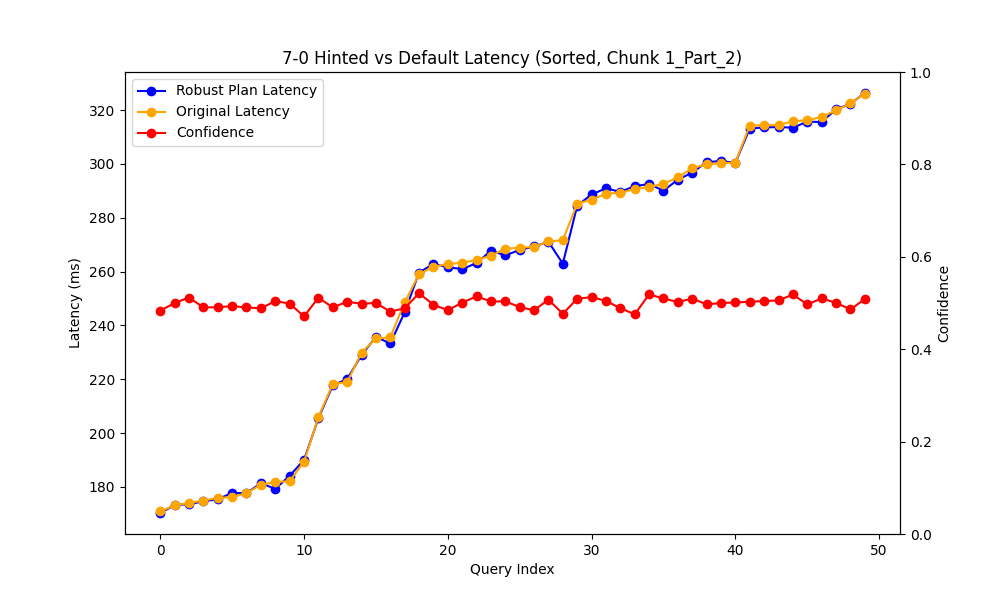 7-0 Hinted vs Default Latency (Sorted, Chunk 1_Part_2)
Robust Plan Latency
Original Latency
Confidence
320
300
280
260
240
220
200
180
Latency (ms)
1.0
0.8
0.6
0.4
0.2
0.0
Confidence
0
10
20
30
40
50
Query Index